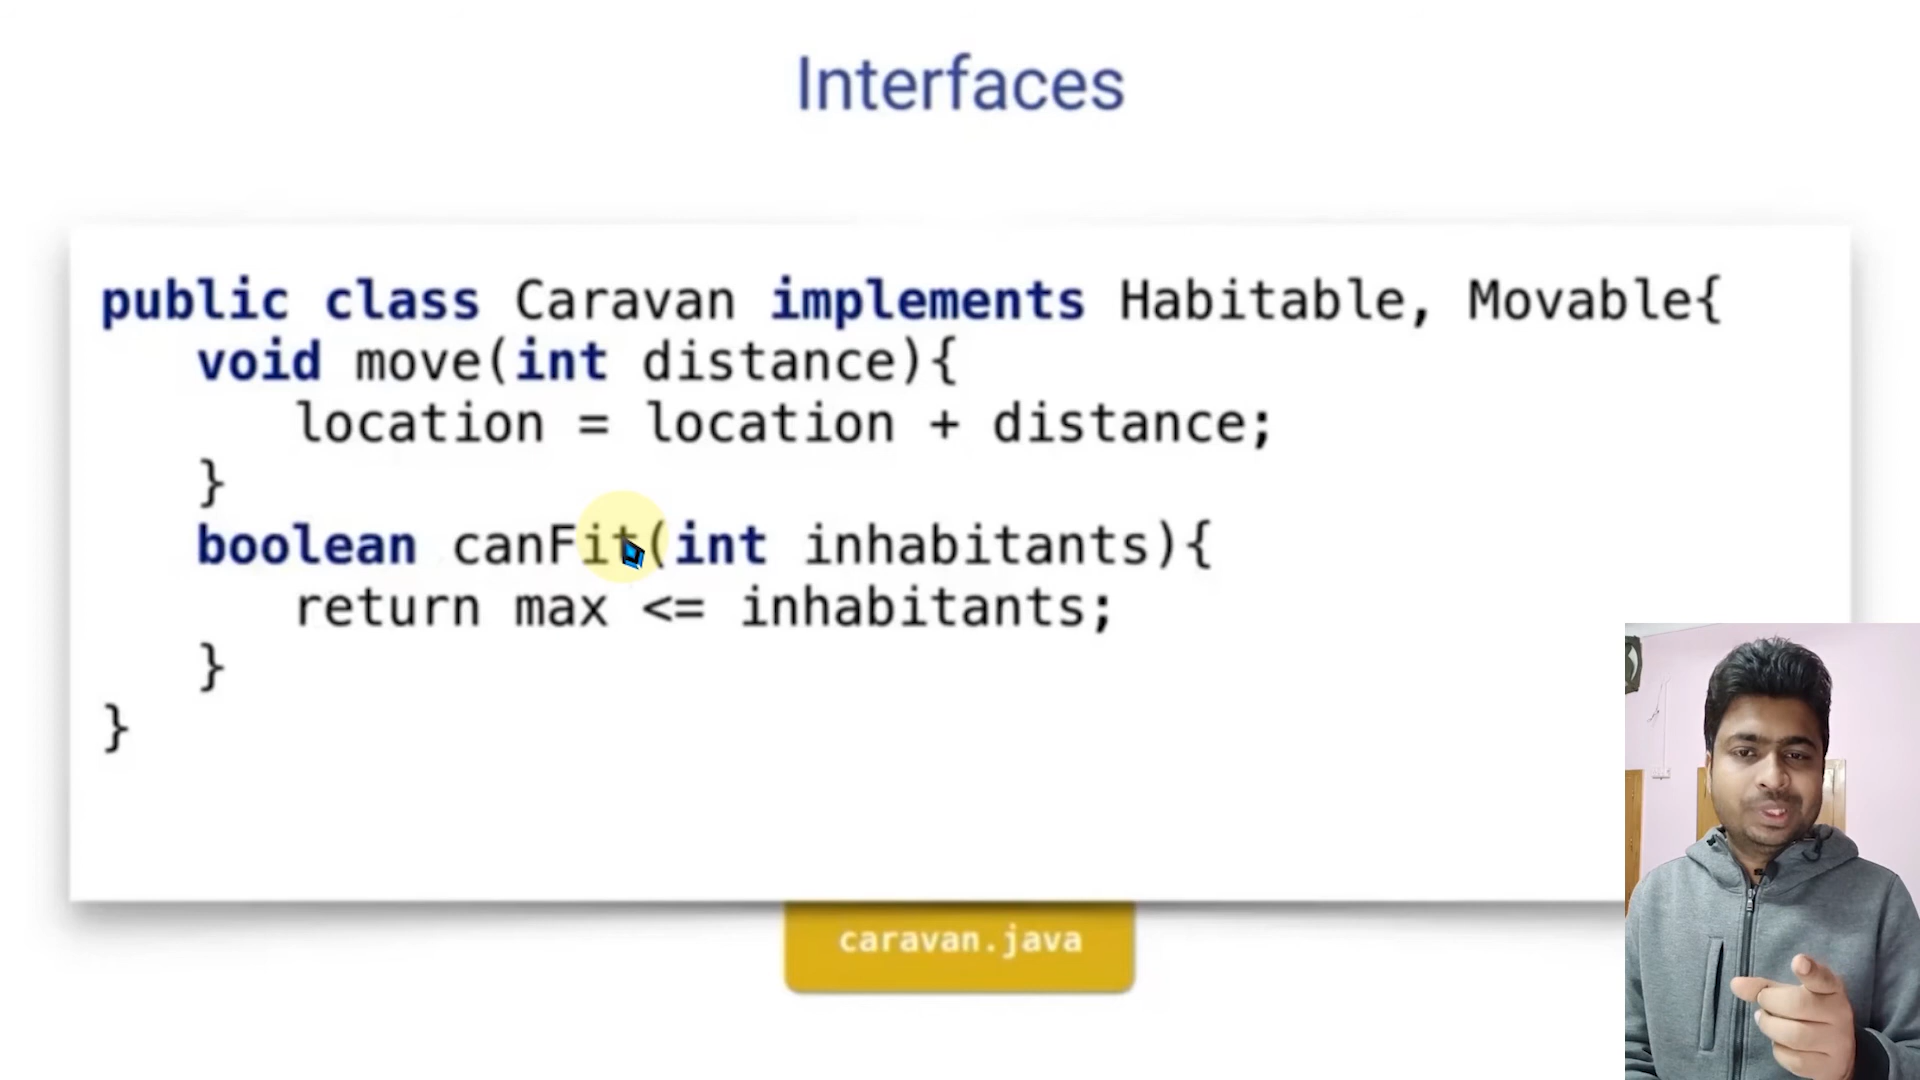 Interfaces
public class Caravan implements Habitable, Movable{
void move(int distance){
location = location + distance;
}
boolean canFit(int inhabitants){
return max <= inhabitants;
}
}
caravan.java